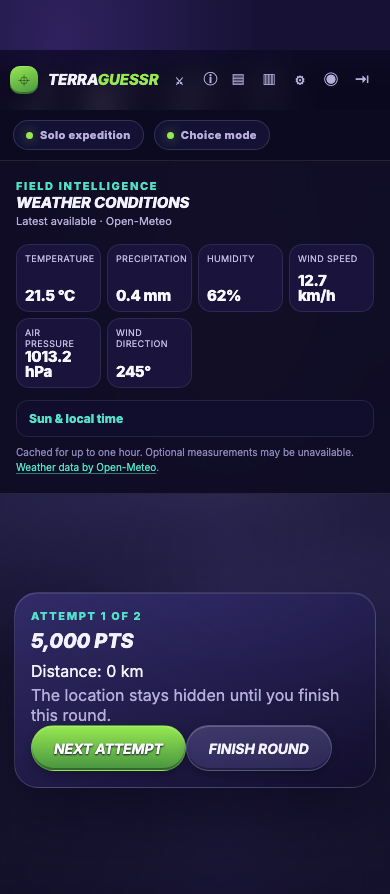 TERRAGUESSR
Solo expedition
Choice mode
FIELD INTELLIGENCE
WEATHER CONDITIONS
Latest available · Open-Meteo
TEMPERATURE
21.5 °C
PRECIPITATION
0.4 mm
HUMIDITY
62%
WIND SPEED
12.7
km/h
AIR
PRESSURE
1013.2
hPa
WIND
DIRECTION
245°
Sun & local time
Cached for up to one hour. Optional measurements may be unavailable.
Weather data by Open-Meteo.
ATTEMPT 1 OF 2
5,000 PTS
Distance: 0 km
The location stays hidden until you finish
this round.
NEXT ATTEMPT
FINISH ROUND